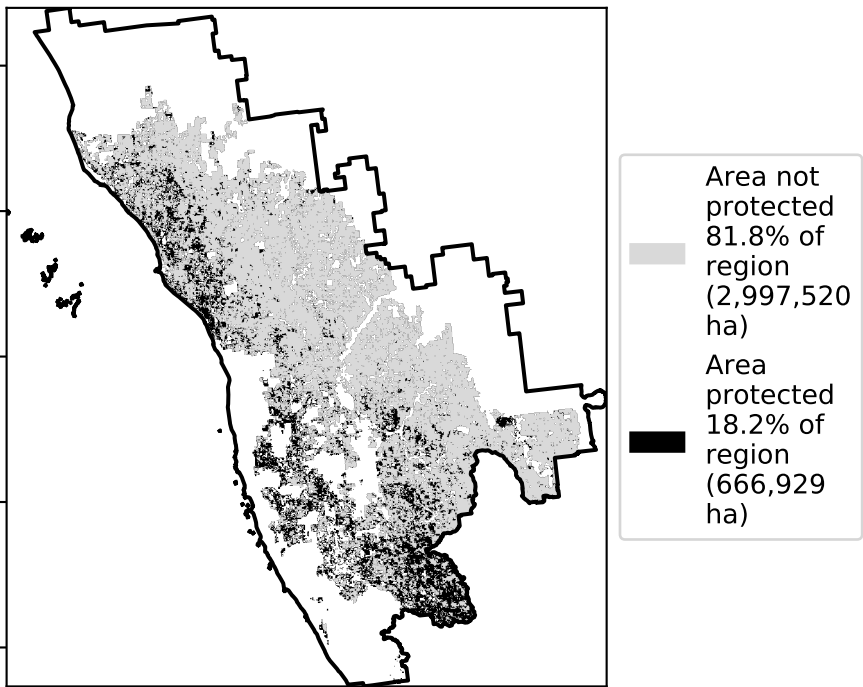 Area not
protected
81.8% of
region
(2,997,520
ha)
Area
protected
18.2% of
region
(666,929
ha)